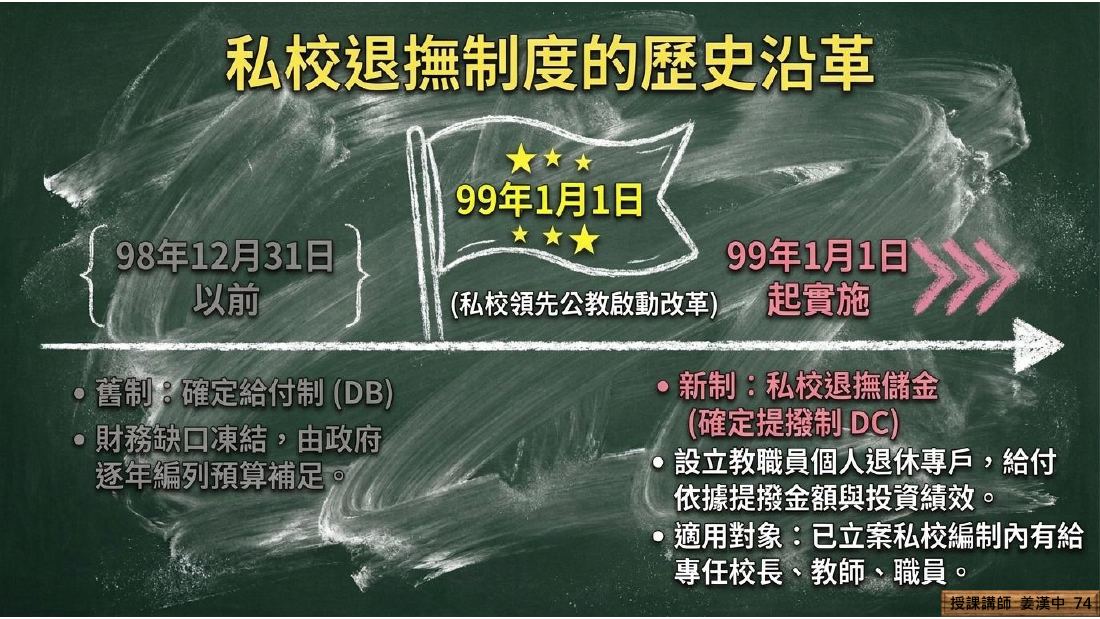 私校退撫制度的歷史沿革
99年1月1日
98年12月31日
以前
(私校領先公教啟動改革)
99年1月1日
起實施
• 舊制：確定給付制 (DB)
• 財務缺口凍結，由政府
逐年編列預算補足。
• 新制：私校退撫儲金
(確定提撥制 DC)
• 設立教職員個人退休專戶，給付
依據提撥金額與投資績效。
• 適用對象：已立案私校編制內有給
專任校長、教師、職員。
授課講師 姜漢中 74